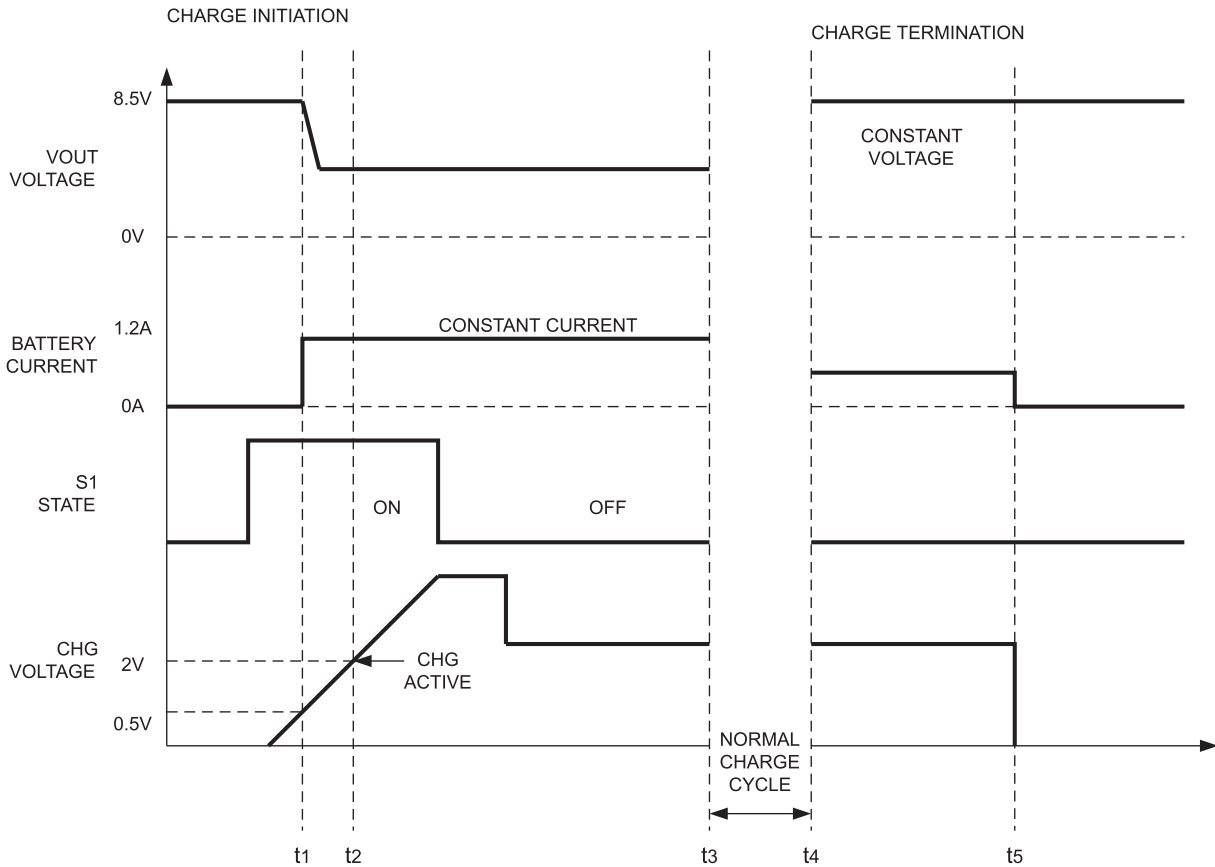 CHARGE INITIATION
CHARGE TERMINATION
8.5V
VOUT
VOLTAGE
CONSTANT
VOLTAGE
0V
1.2A
CONSTANT CURRENT
BATTERY
CURRENT
0A
S1
STATE
ON
OFF
CHG
VOLTAGE
2V
CHG
ACTIVE
0.5V
NORMAL
CHARGE
CYCLE
t1
t2
t3
t4
t5